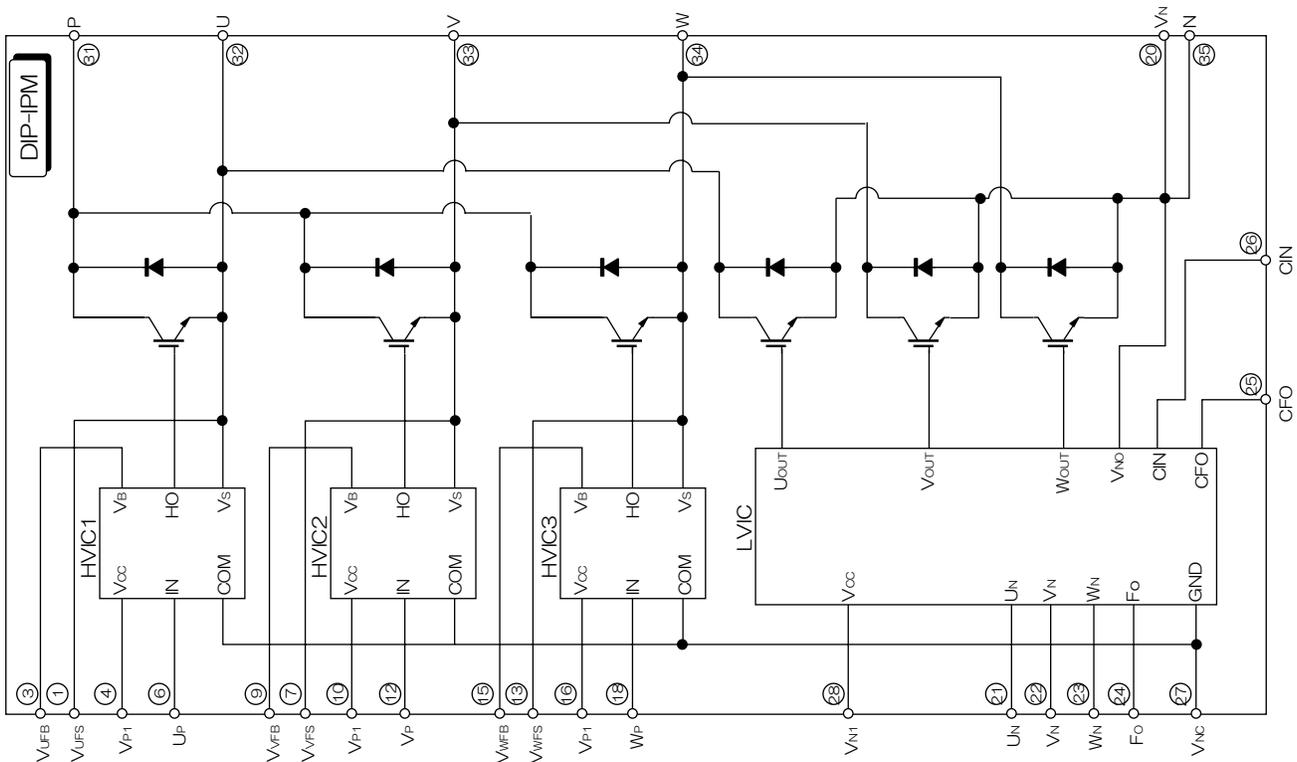 DIP-IPM
P
31
U
32
V
33
W
34
VN
20
N
35
CIN
26
CFO
25
HVIC1
VB
HO
VS
VCC
IN
COM
HVIC2
VB
HO
VS
VCC
IN
COM
HVIC3
VB
HO
VS
VCC
IN
COM
LVIC
UOUT
VOUT
WOUT
VNO
CIN
CFO
VCC
UN
VN
WN
Fo
GND
3
1
4
6
9
7
10
12
15
13
16
18
28
21
22
23
24
27
VUFB
VUFS
VP1
UP
VVFB
VVFS
VP1
VP
VWFB
VWFS
VP1
WP
VN1
UN
VN
WN
Fo
VNC